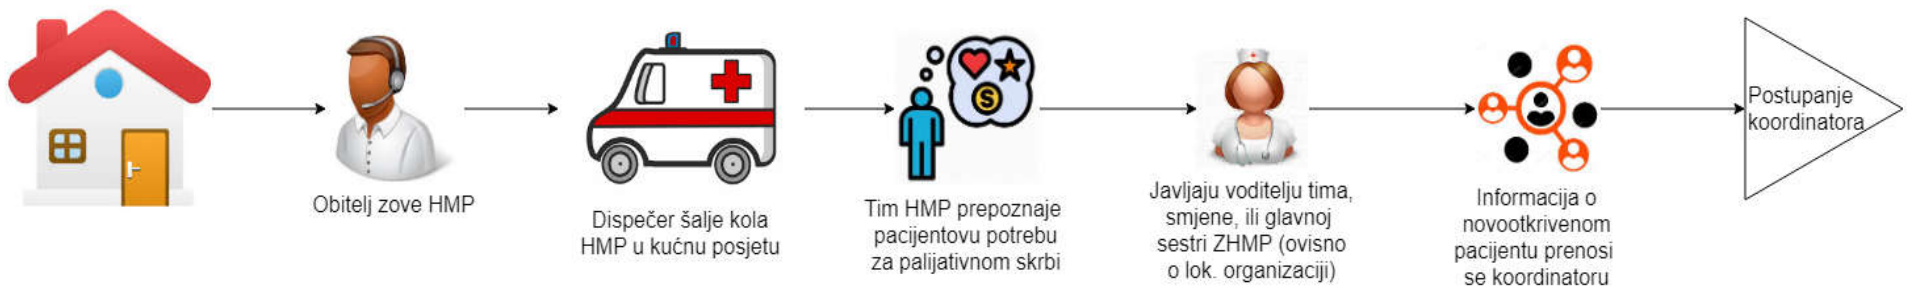 Obitelj zove HMP
Dispečer šalje kola
HMP u kućnu posjetu
Tim HMP prepoznaje
pacijentovu potrebu
za palijativnom skrbi
Javljaju voditelju tima,
smjene, ili glavnoj
sestri ZHMP (ovisno
o lok. organizaciji)
Informacija o
novootkrivenom
pacijentu prenosi
se koordinatoru
Postupanje
koordinatora